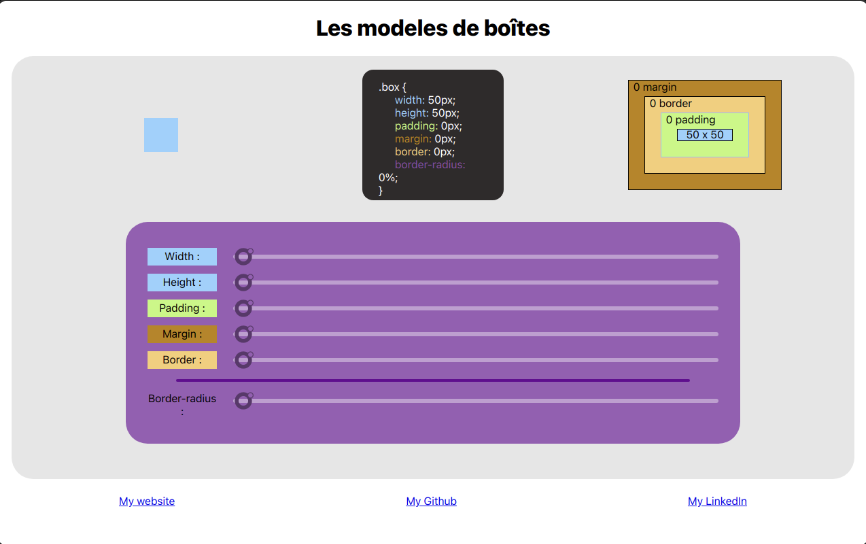 Les modeles de boîtes
.box {
width: 50px;
height: 50px;
padding: 0px;
margin: 0px;
border: 0px;
border-radius:
0%;
}
0 margin
0 border
0 padding
50 x 50
Width :
Height :
Padding :
Margin :
Border :
Border-radius
:
My website
My Github
My LinkedIn